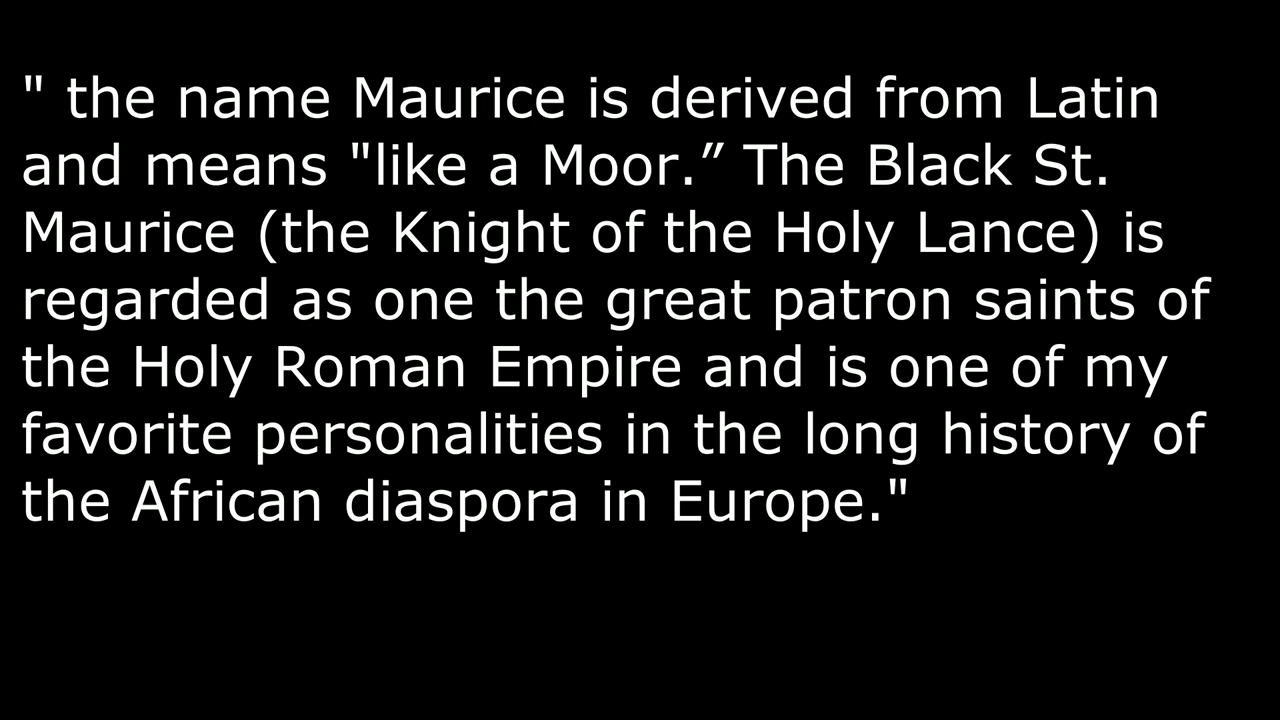 " the name Maurice is derived from Latin
and means "like a Moor.” The Black St.
Maurice (the Knight of the Holy Lance) is
regarded as one the great patron saints of
the Holy Roman Empire and is one of my
favorite personalities in the long history of
the African diaspora in Europe."